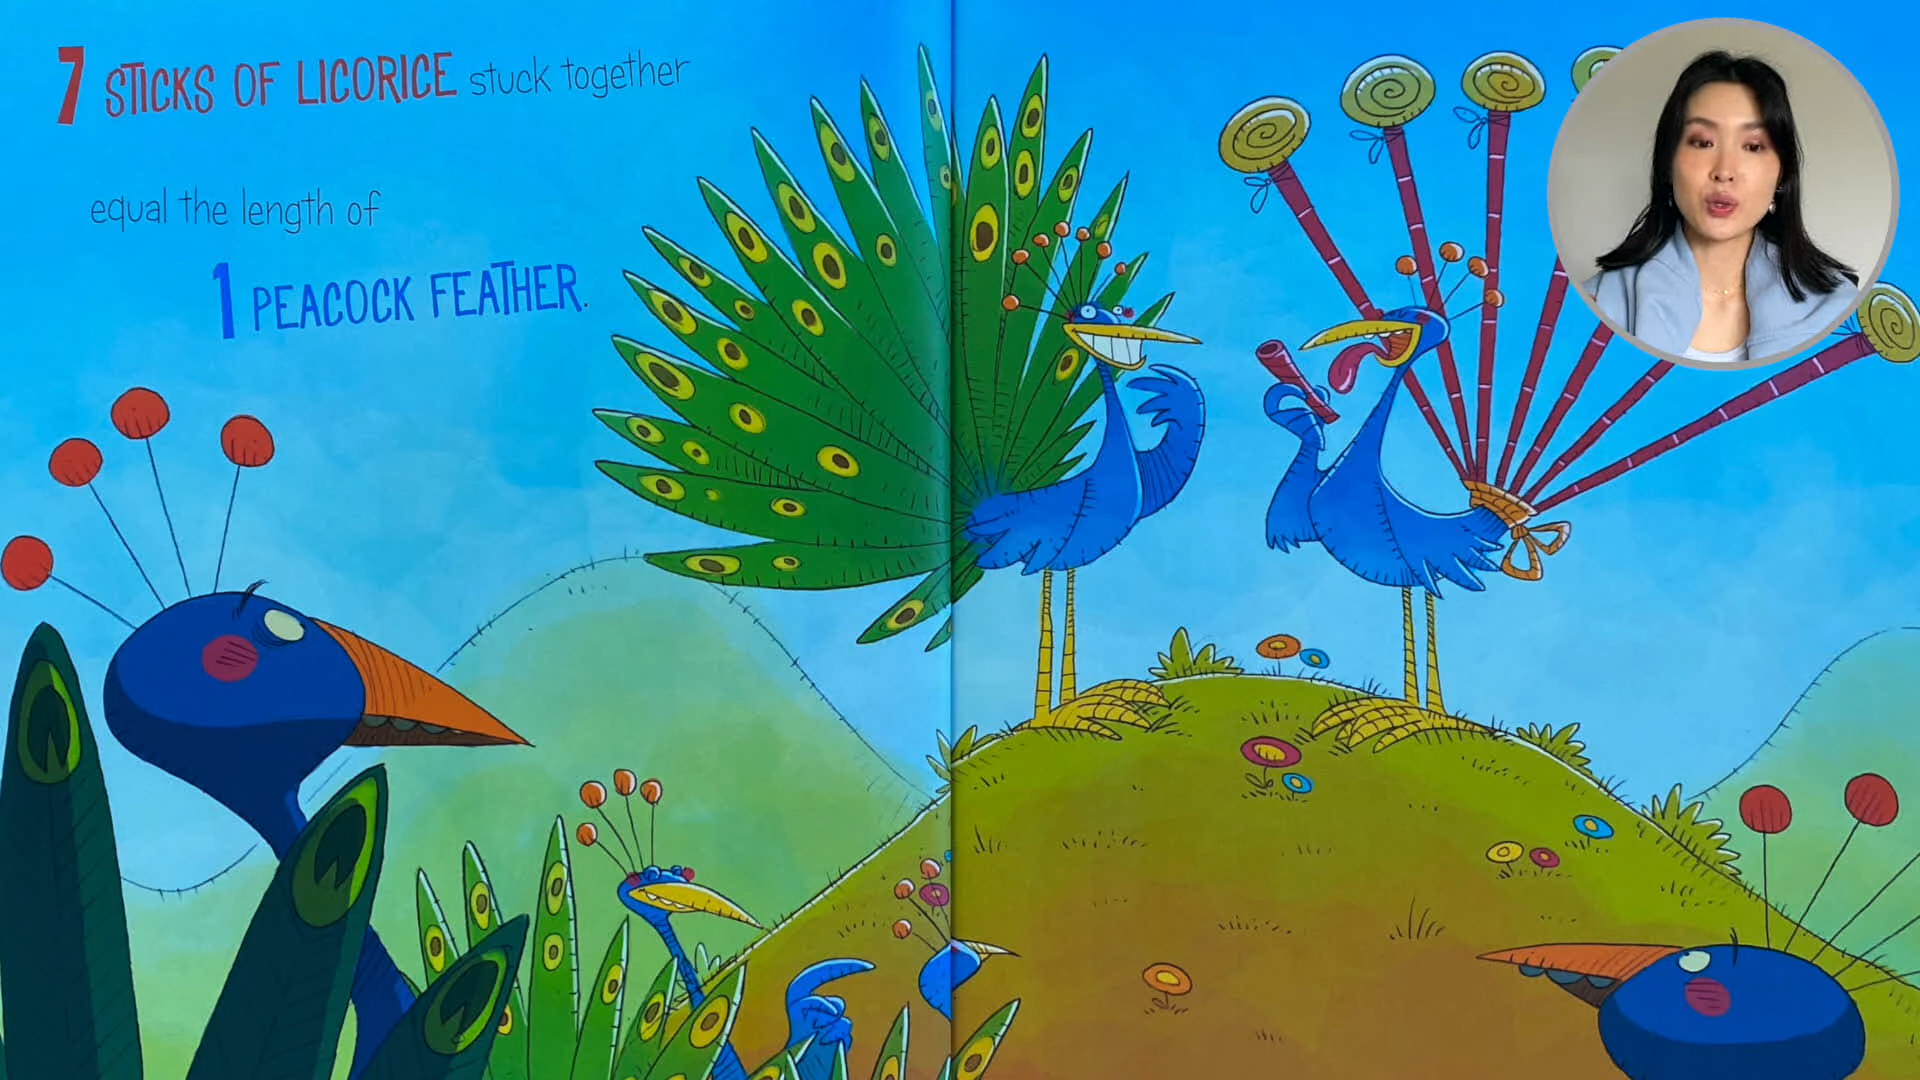 7 STICKS OF LICORICE stuck together
equal the length of
1 PEACOCK FEATHER.